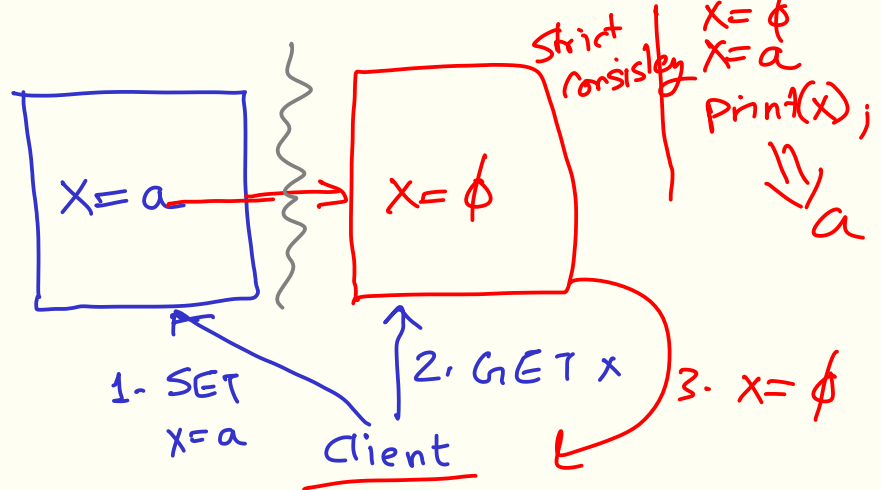 strict
consisley
x= ϕ
x= a
print(x);
a
X= a
X= ϕ
1. SET
x=a
2. GET x
3. x= ϕ
Client